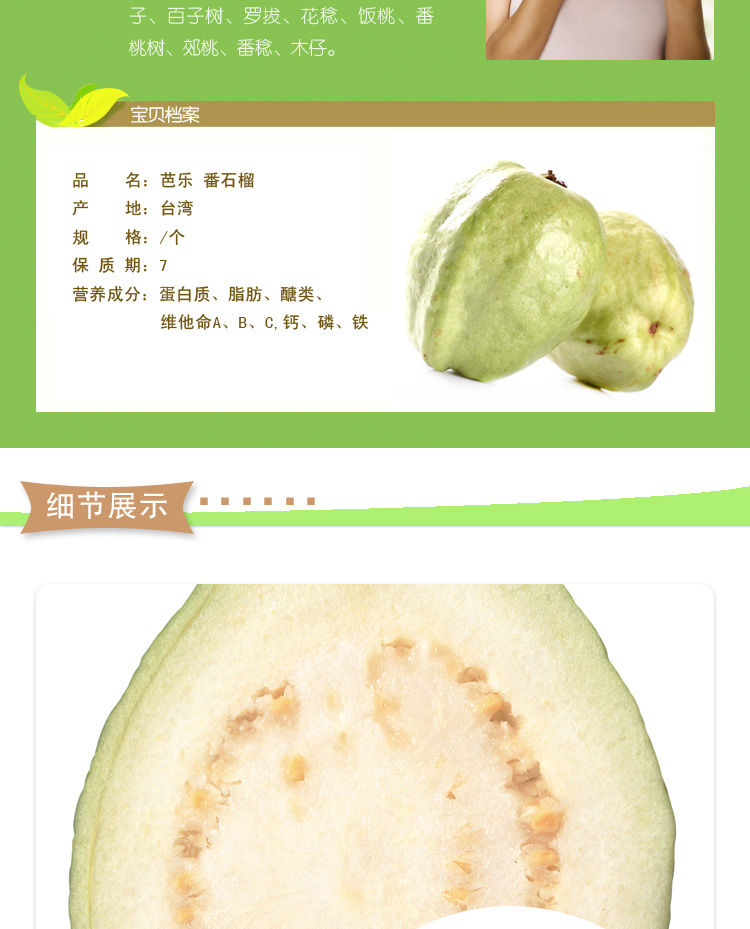 子、百子树、罗拔、花稔、饭桃、番
桃树、郊桃、番稔、木仔。
宝贝档案
品 名：芭乐 番石榴
产 地：台湾
规 格：/个
保 质 期：7
营养成分：蛋白质、脂肪、醣类、
维他命A、B、C,钙、磷、铁
细节展示